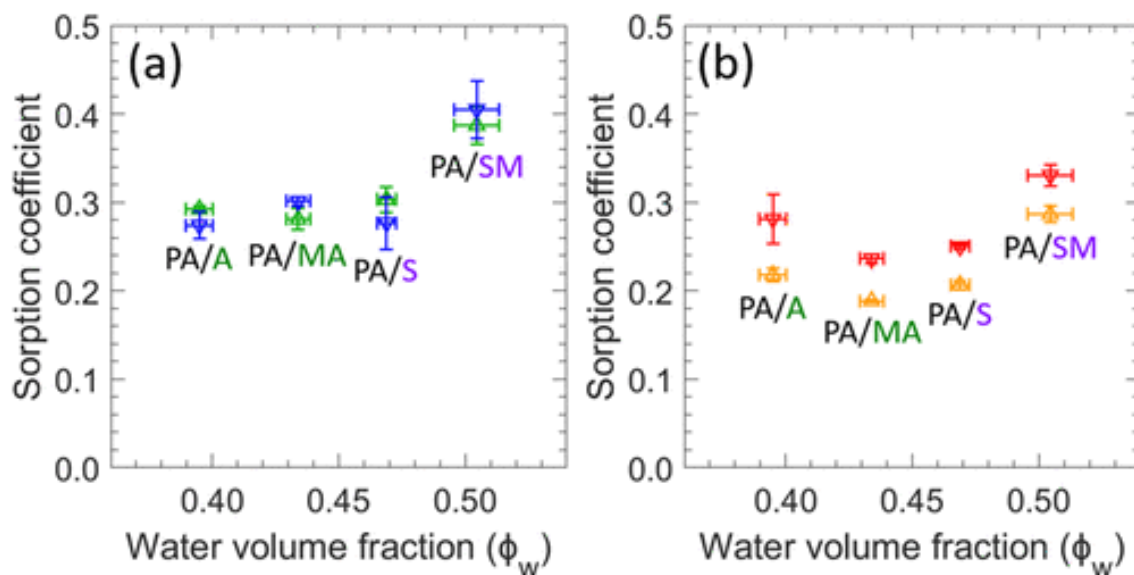 (a)
0.5
0.4
0.3
0.2
0.1
0.0
Sorption coefficient
PA/A
PA/MA
PA/S
PA/SM
0.40
0.45
0.50
Water volume fraction (ϕw)
(b)
0.5
0.4
0.3
0.2
0.1
0.0
Sorption coefficient
PA/A
PA/MA
PA/S
PA/SM
0.40
0.45
0.50
Water volume fraction (ϕw)